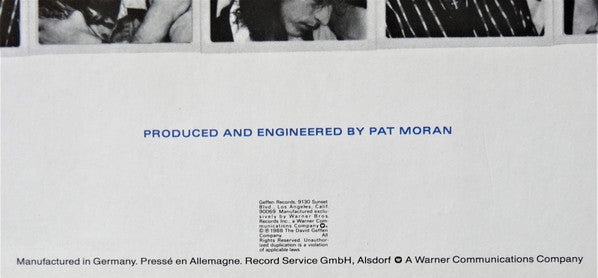 PRODUCED AND ENGINEERED BY PAT MORAN
Geffen Records, 9130 Sunset
Blvd., Los Angeles, Calif.
90069. Manufactured exclu-
sively by Warner Bros.
Records Inc., a Warner Com-
munications Company
© ℗ 1988 The David Geffen
Company. All
Rights Reserved. Unauthor-
ized duplication is a violation
of applicable laws.
Manufactured in Germany. Pressé en Allemagne. Record Service GmbH, Alsdorf A Warner Communications Company